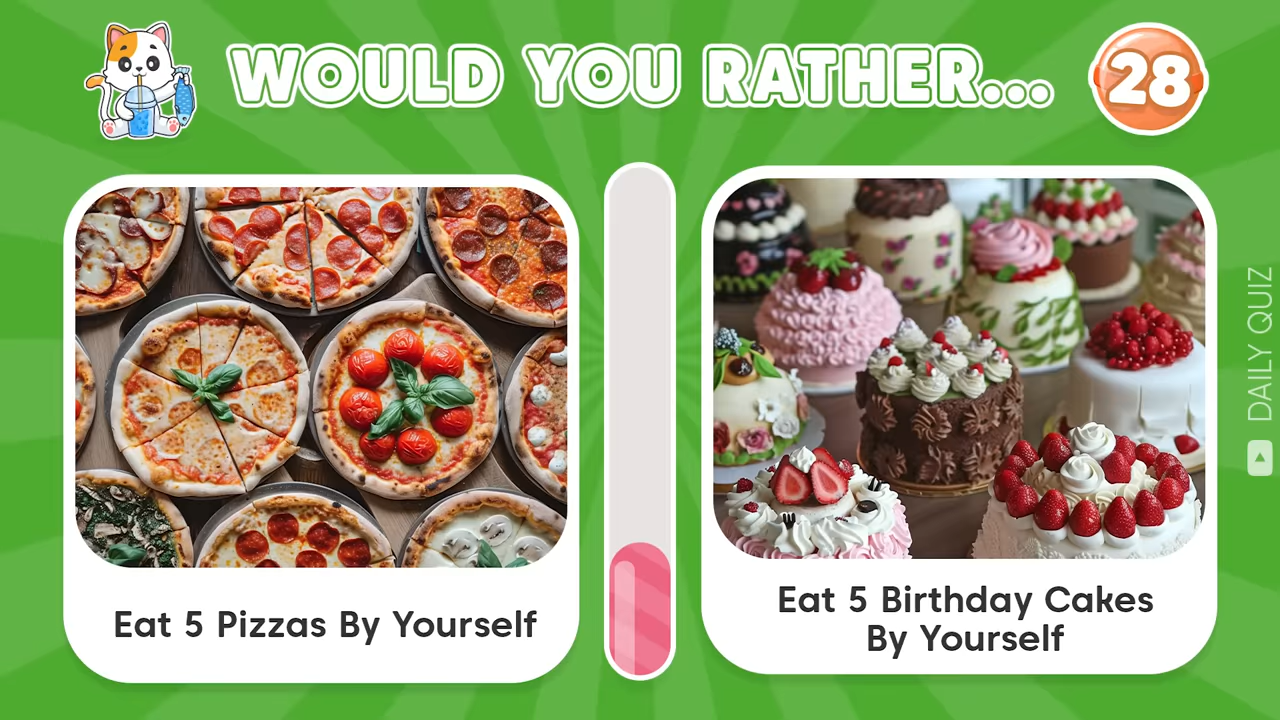 WOULD YOU RATHER...
28
Eat 5 Pizzas By Yourself
Eat 5 Birthday Cakes
By Yourself
DAILY QUIZ